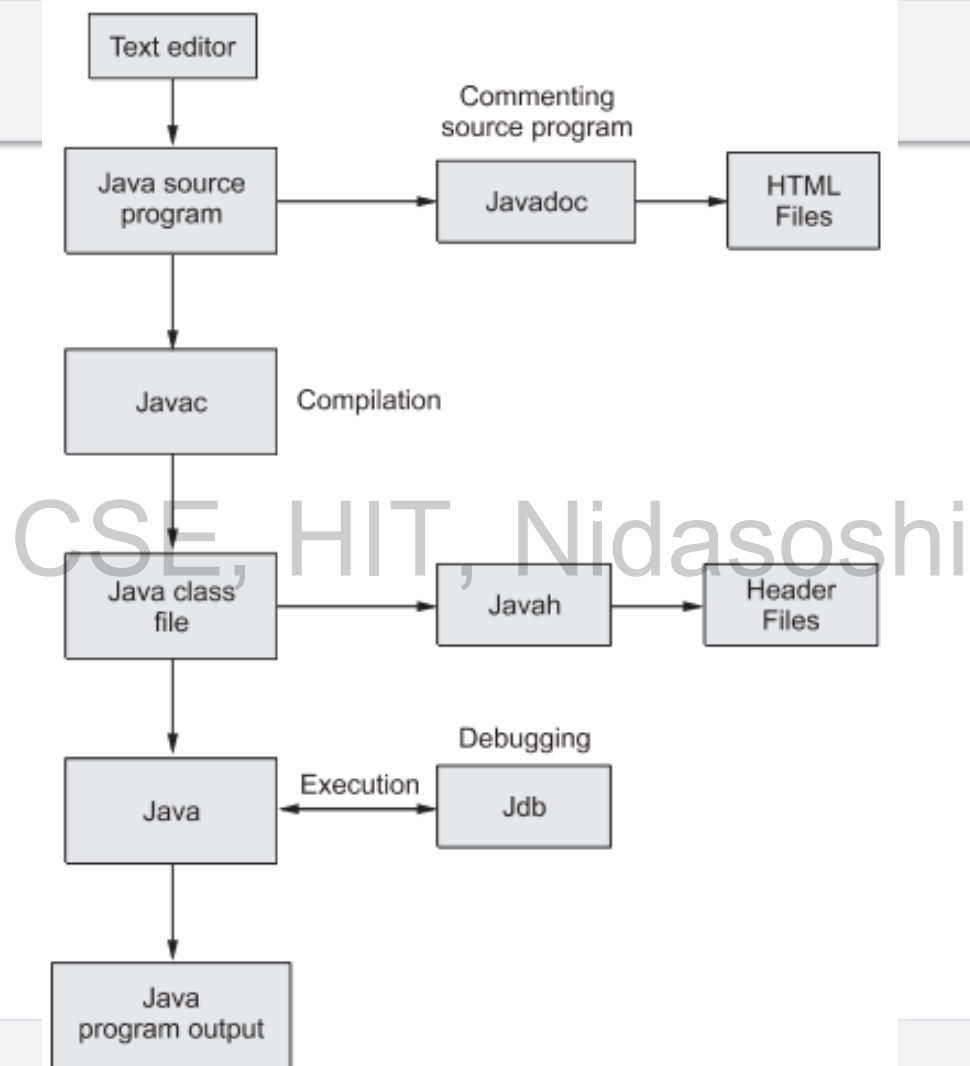 Text editor
Commenting
source program
Java source
program
Javadoc
HTML
Files
Javac
Compilation
CSE, HIT, Nidasoshi
Java class
file
Javah
Header
Files
Debugging
Java
Execution
Jdb
Java
program output